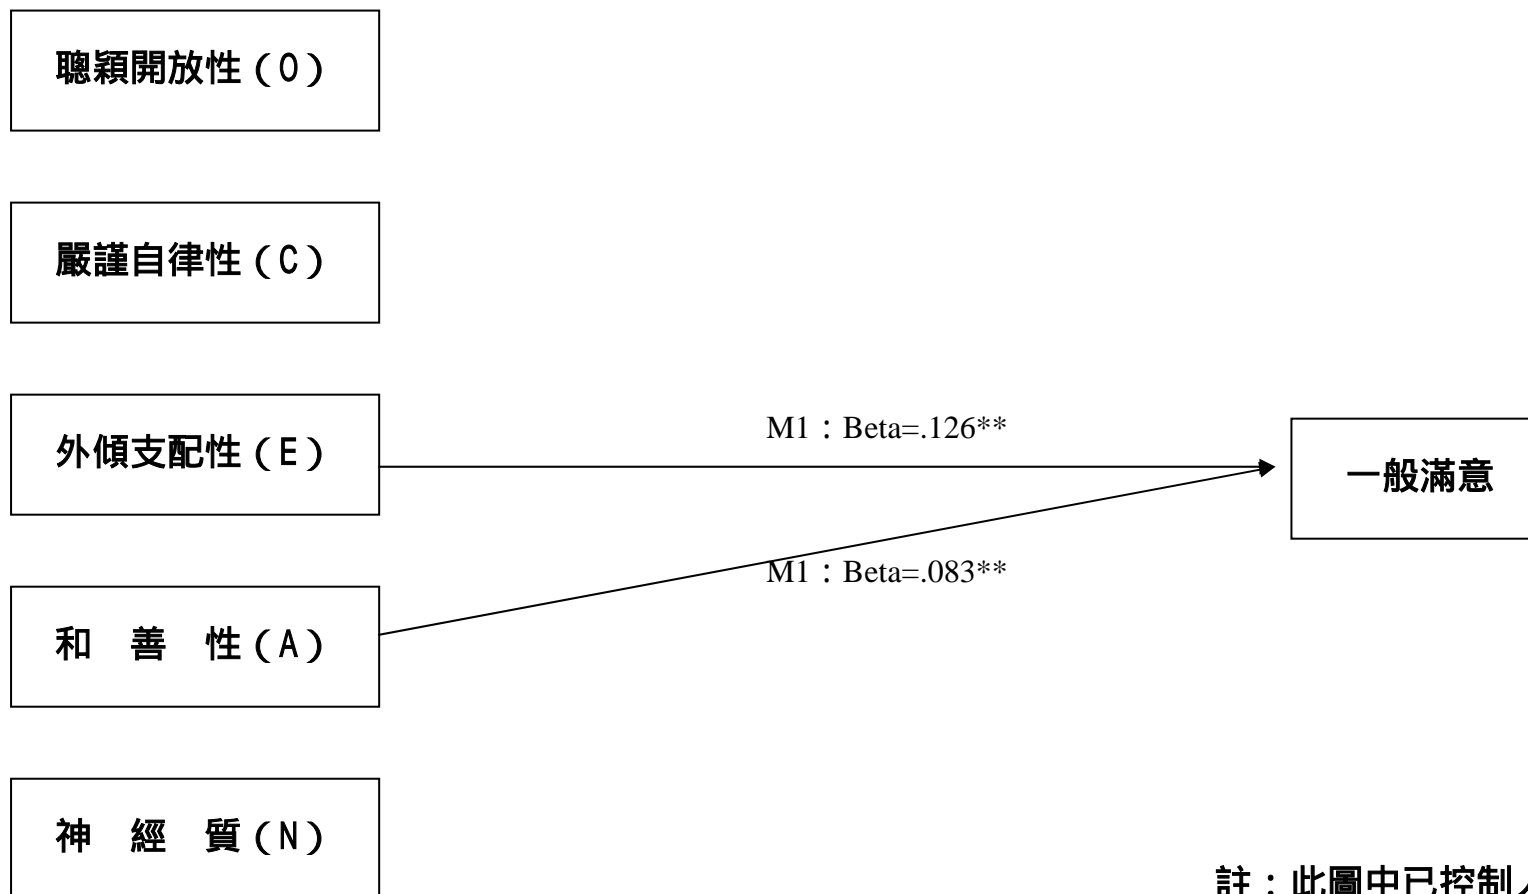 聰穎開放性（O）
嚴謹自律性（C）
外傾支配性（E）
M1：Beta=.126**
一般滿意
M1：Beta=.083**
和　善　性（A）
神　經　質（N）
註：此圖中已控制